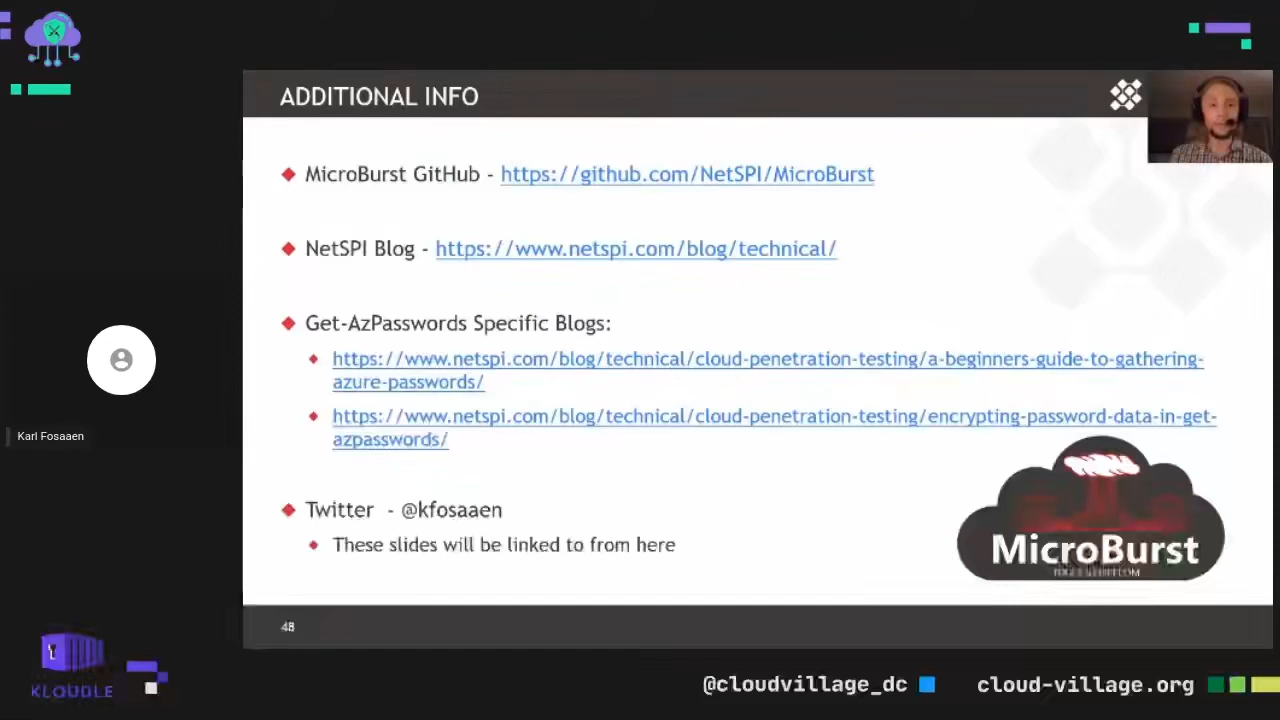 ADDITIONAL INFO
MicroBurst GitHub - https://github.com/NetSPI/MicroBurst
NetSPI Blog - https://www.netspi.com/blog/technical/
Get-AzPasswords Specific Blogs:
https://www.netspi.com/blog/technical/cloud-penetration-testing/a-beginners-guide-to-gathering-
azure-passwords/
https://www.netspi.com/blog/technical/cloud-penetration-testing/encrypting-password-data-in-get-
azpasswords/
Karl Fosaaen
Twitter - @kfosaaen
These slides will be linked to from here
MicroBurst
48
KLOUDLE
@cloudvillage_dc
cloud-village.org